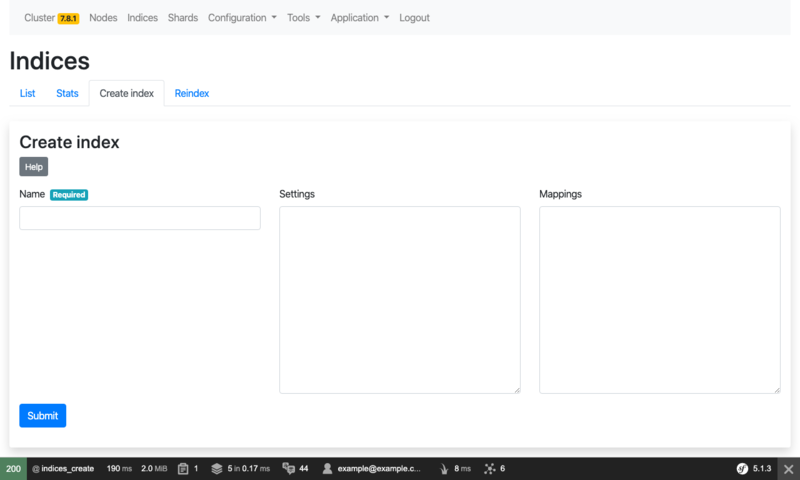 Cluster 7.8.1 Nodes Indices Shards Configuration Tools Application Logout
Indices
List Stats Create index Reindex
Create index
Help
Name Required Settings Mappings
Submit
200 @ indices_create 190 ms 2.0 MiB 1 5 in 0.17 ms 44 example@example.c... 8 ms 6 sf 5.1.3